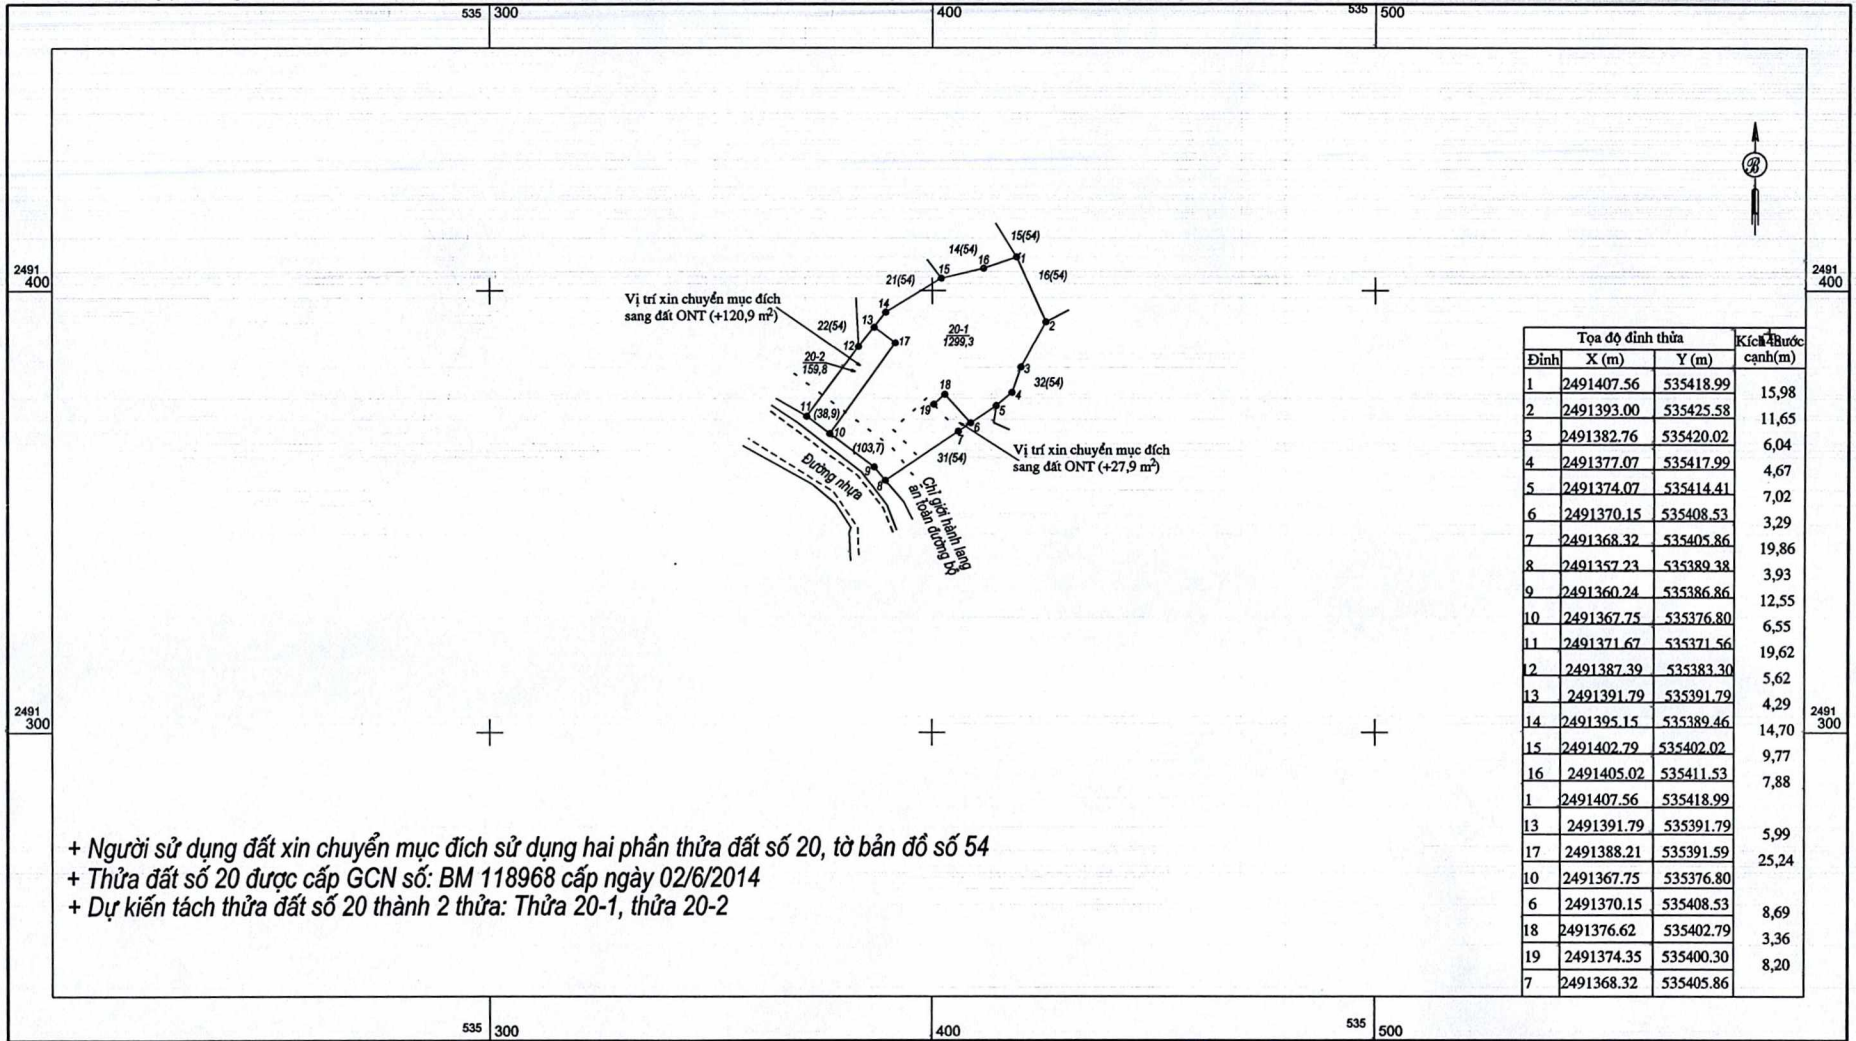 535 300
400
535 500
B
2491
400
2491
400
15(54)
14(54)
16
1
15
16(54)
21(54)
Vị trí xin chuyển mục đích
sang đất ONT (+120,9 m²)
14
13
22(54)
12
17
2
20-1
1299,3
20-2
159,8
3
32(54)
18
4
19
5
11
(38,9)
10
6
7
(103,7)
31(54)
Vị trí xin chuyển mục đích
sang đất ONT (+27,9 m²)
9
8
Đường nhựa
Chỉ giới hành lang
an toàn đường bộ
Tọa độ đỉnh thửa
Kích thước
cạnh(m)
Đỉnh X (m) Y (m)
1 2491407.56 535418.99
15,98
2 2491393.00 535425.58
11,65
3 2491382.76 535420.02
6,04
4 2491377.07 535417.99
4,67
5 2491374.07 535414.41
7,02
6 2491370.15 535408.53
3,29
7 2491368.32 535405.86
19,86
8 2491357.23 535389.38
3,93
9 2491360.24 535386.86
12,55
10 2491367.75 535376.80
6,55
11 2491371.67 535371.56
19,62
12 2491387.39 535383.30
5,62
13 2491391.79 535391.79
4,29
14 2491395.15 535389.46
14,70
15 2491402.79 535402.02
9,77
16 2491405.02 535411.53
7,88
1 2491407.56 535418.99
13 2491391.79 535391.79
5,99
17 2491388.21 535391.59
25,24
10 2491367.75 535376.80
6 2491370.15 535408.53
8,69
18 2491376.62 535402.79
3,36
19 2491374.35 535400.30
8,20
7 2491368.32 535405.86
2491
300
2491
300
+ Người sử dụng đất xin chuyển mục đích sử dụng hai phần thửa đất số 20, tờ bản đồ số 54
+ Thửa đất số 20 được cấp GCN số: BM 118968 cấp ngày 02/6/2014
+ Dự kiến tách thửa đất số 20 thành 2 thửa: Thửa 20-1, thửa 20-2
535 300
400
535 500